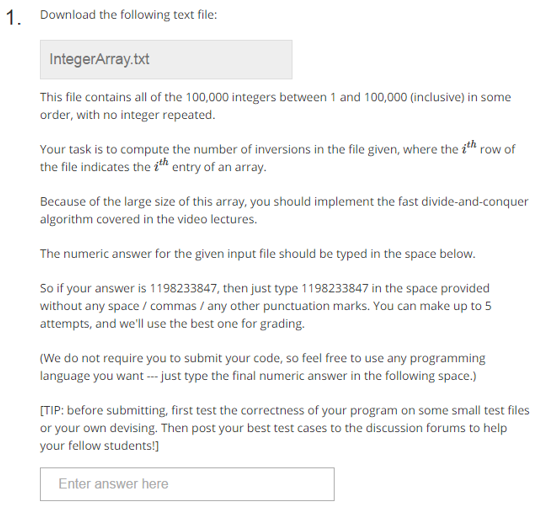 1. Download the following text file:
IntegerArray.txt
This file contains all of the 100,000 integers between 1 and 100,000 (inclusive) in some
order, with no integer repeated.
Your task is to compute the number of inversions in the file given, where the iᵗʰ row of
the file indicates the iᵗʰ entry of an array.
Because of the large size of this array, you should implement the fast divide-and-conquer
algorithm covered in the video lectures.
The numeric answer for the given input file should be typed in the space below.
So if your answer is 1198233847, then just type 1198233847 in the space provided
without any space / commas / any other punctuation marks. You can make up to 5
attempts, and we'll use the best one for grading.
(We do not require you to submit your code, so feel free to use any programming
language you want --- just type the final numeric answer in the following space.)
[TIP: before submitting, first test the correctness of your program on some small test files
or your own devising. Then post your best test cases to the discussion forums to help
your fellow students!]
Enter answer here